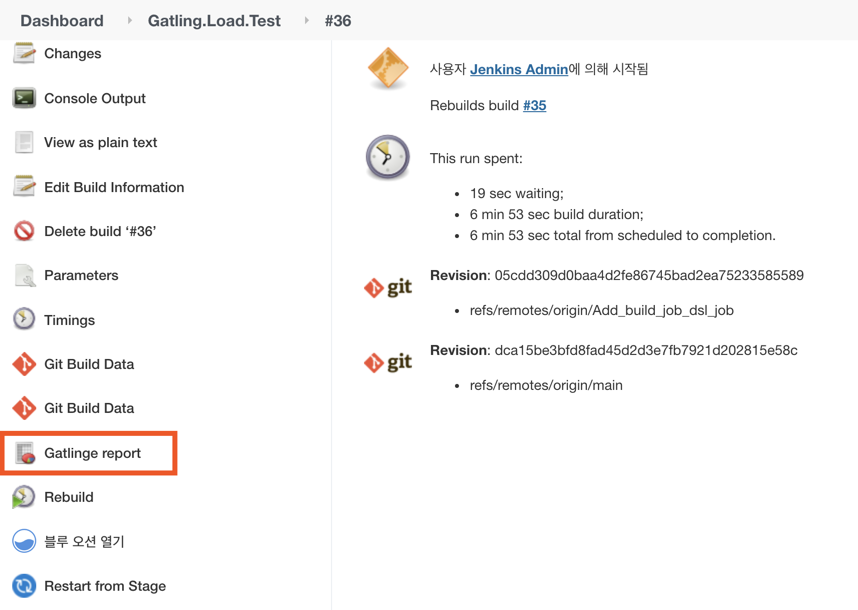 Dashboard
Gatling.Load.Test
#36
Changes
Console Output
View as plain text
Edit Build Information
Delete build ‘#36’
Parameters
Timings
Git Build Data
Git Build Data
Gatlinge report
Rebuild
블루 오션 열기
Restart from Stage
사용자 Jenkins Admin에 의해 시작됨
Rebuilds build #35
This run spent:
19 sec waiting;
6 min 53 sec build duration;
6 min 53 sec total from scheduled to completion.
git
Revision: 05cdd309d0baa4d2fe86745bad2ea75233585589
refs/remotes/origin/Add_build_job_dsl_job
git
Revision: dca15be3bfd8fad45d2d3e7fb7921d202815e58c
refs/remotes/origin/main